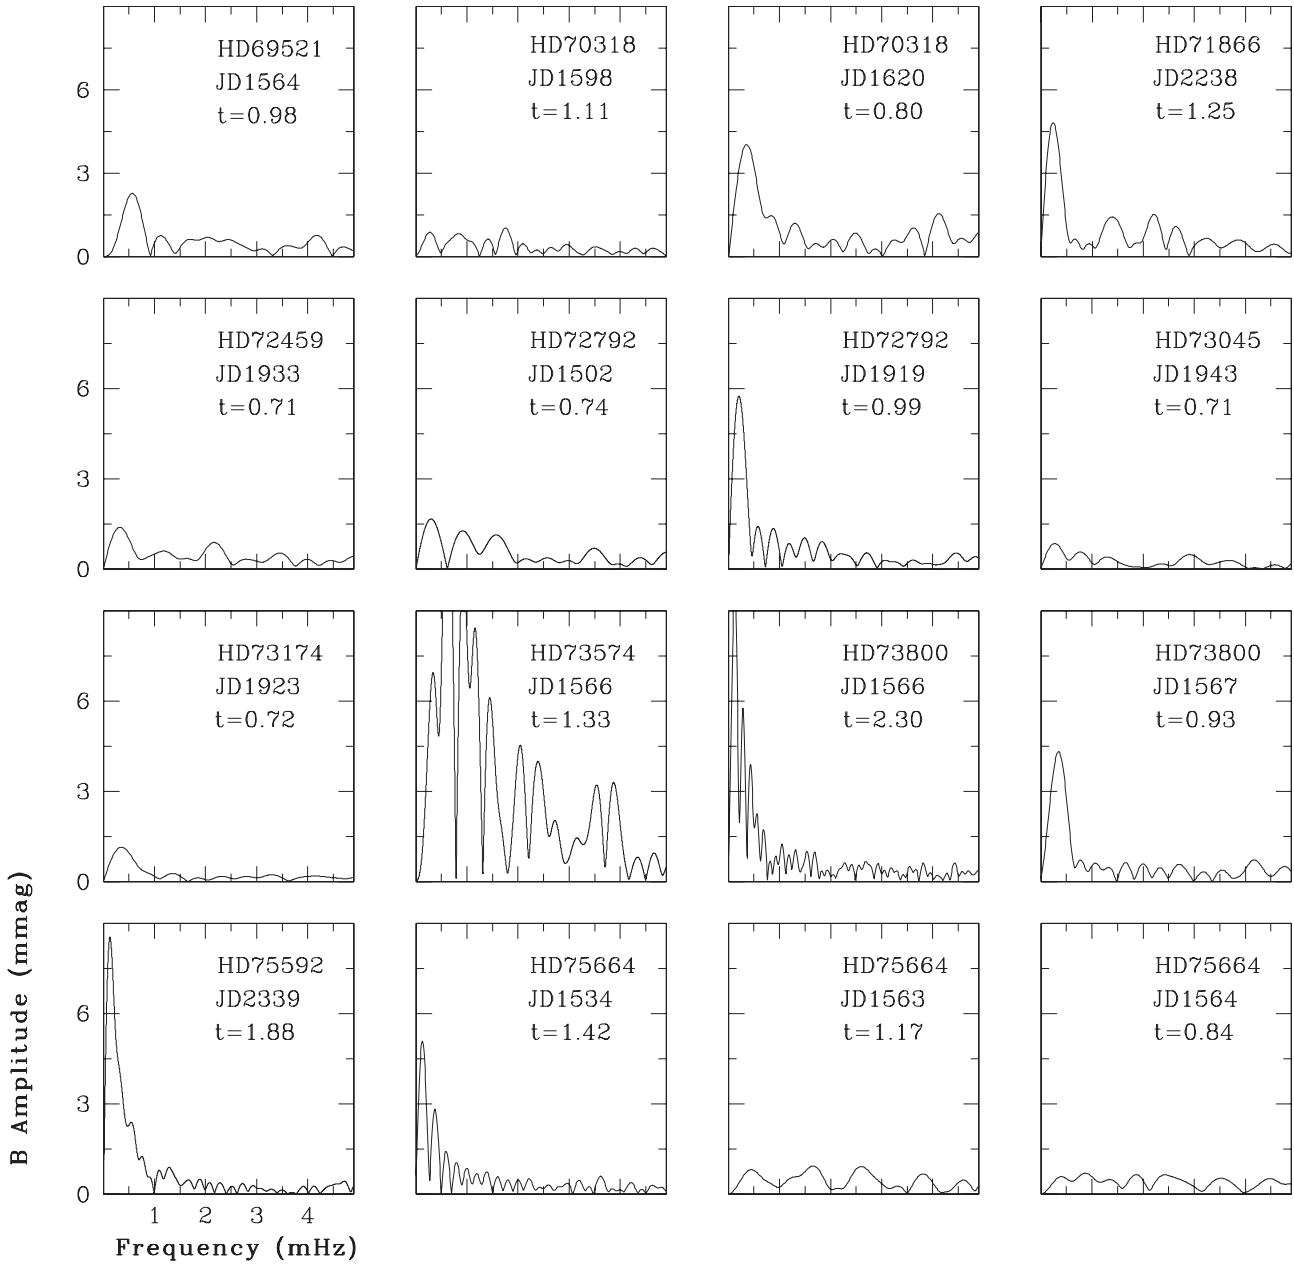 HD69521
JD1564
t=0.98
HD70318
JD1598
t=1.11
HD70318
JD1620
t=0.80
HD71866
JD2238
t=1.25
6
3
0
HD72459
JD1933
t=0.71
HD72792
JD1502
t=0.74
HD72792
JD1919
t=0.99
HD73045
JD1943
t=0.71
6
3
0
HD73174
JD1923
t=0.72
HD73574
JD1566
t=1.33
HD73800
JD1566
t=2.30
HD73800
JD1567
t=0.93
6
3
0
HD75592
JD2339
t=1.88
HD75664
JD1534
t=1.42
HD75664
JD1563
t=1.17
HD75664
JD1564
t=0.84
6
3
0
1 2 3 4
Frequency (mHz)
B Amplitude (mmag)